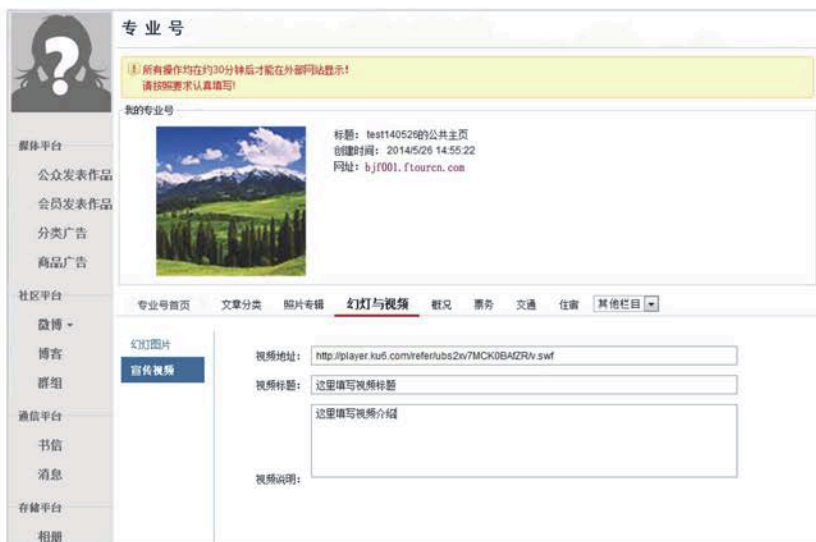 专业号
所有操作均在约30分钟后才能在外部网站显示!
请按照要求认真填写!
我的专业号
标题: test140526的公共主页
创建时间: 2014/5/26 14:55:22
网址: bjf001.ftourcn.com
媒体平台
公众发表作品
会员发表作品
分类广告
商品广告
社区平台
微博
博客
群组
通信平台
书信
消息
存储平台
相册
专业号首页 文章分类 照片专辑 幻灯与视频 概况 票务 交通 住宿 其他栏目
幻灯图片
宣传视频
视频地址: http://player.ku6.com/refer/ubs2xv7MCK0BAfZR/v.swf
视频标题: 这里填写视频标题
这里填写视频介绍
视频说明: